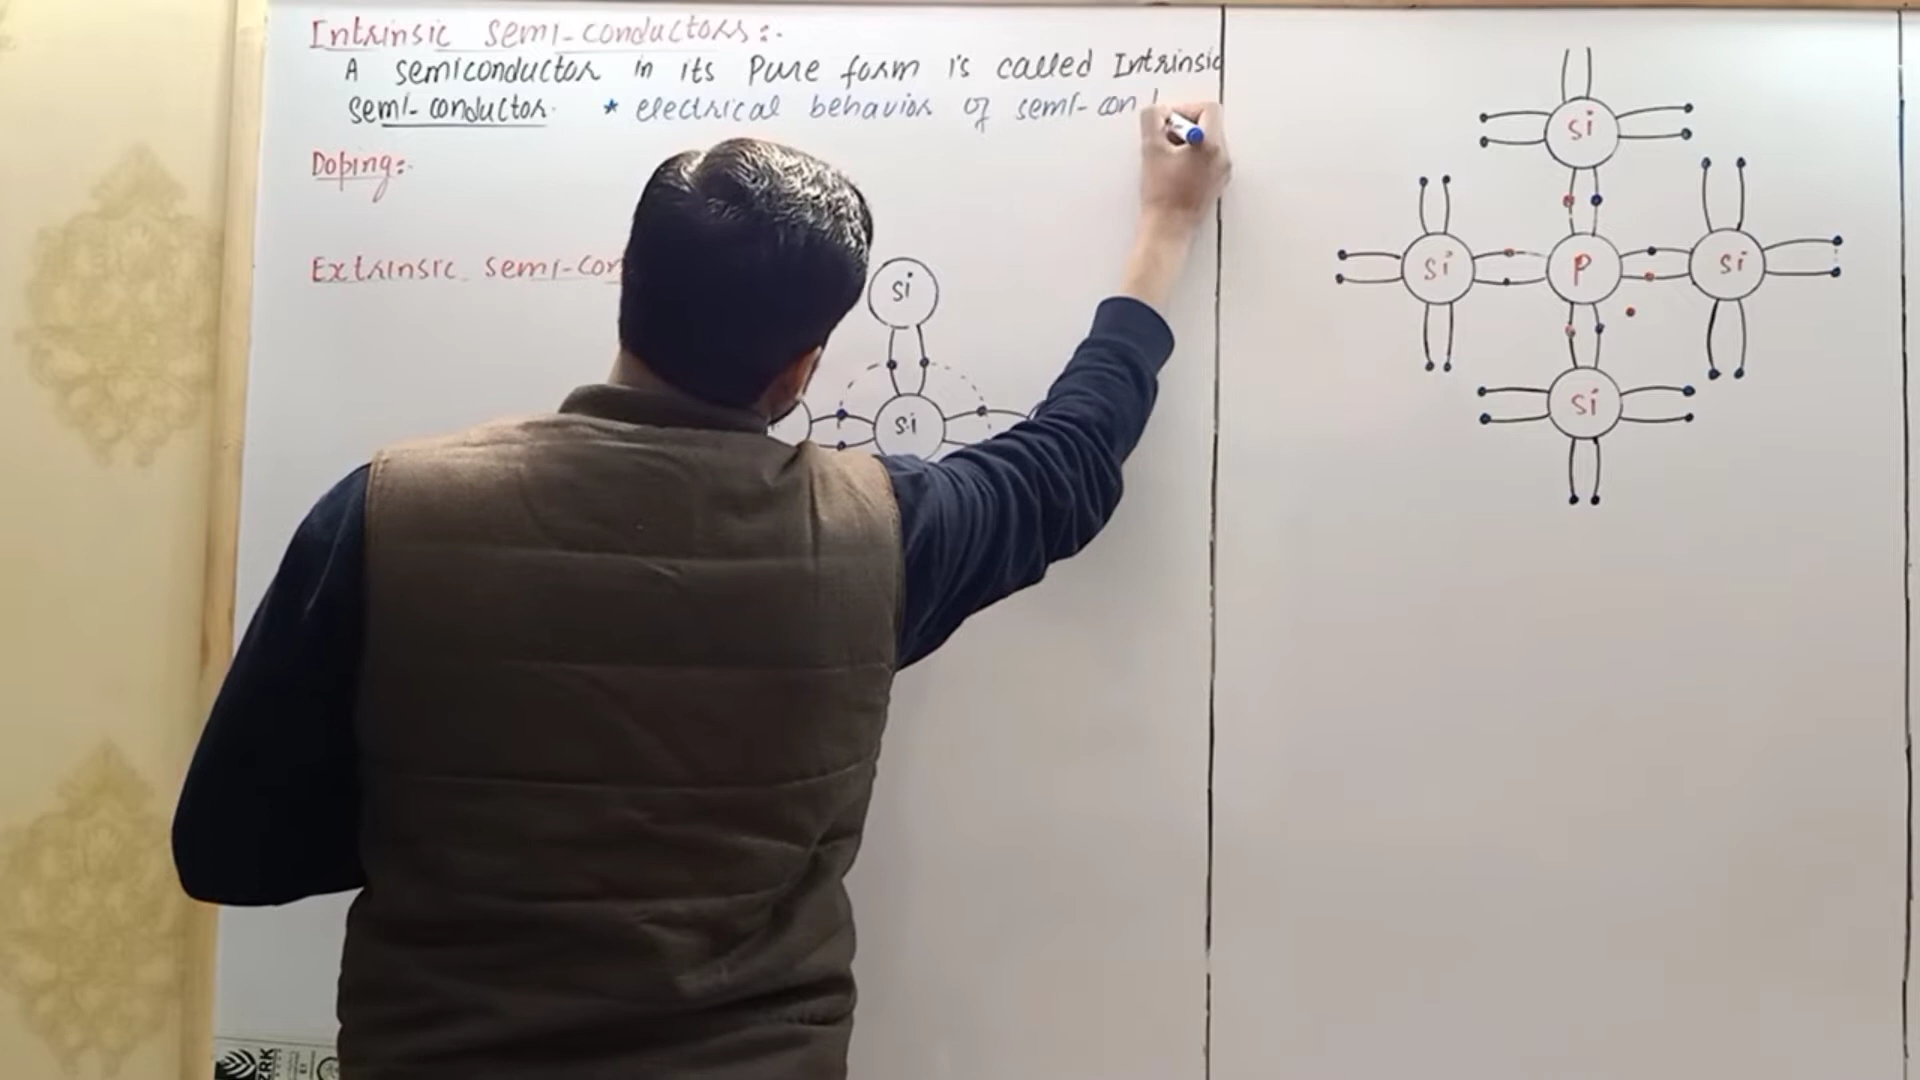 Intrinsic semi-conductors:-
A semiconductor in its Pure form is called Intrinsic
semi-conductor. * electrical behavior of semi-con
Doping:-
Extrinsic semi-con
si
si
si
si
P
si
si
ZRK